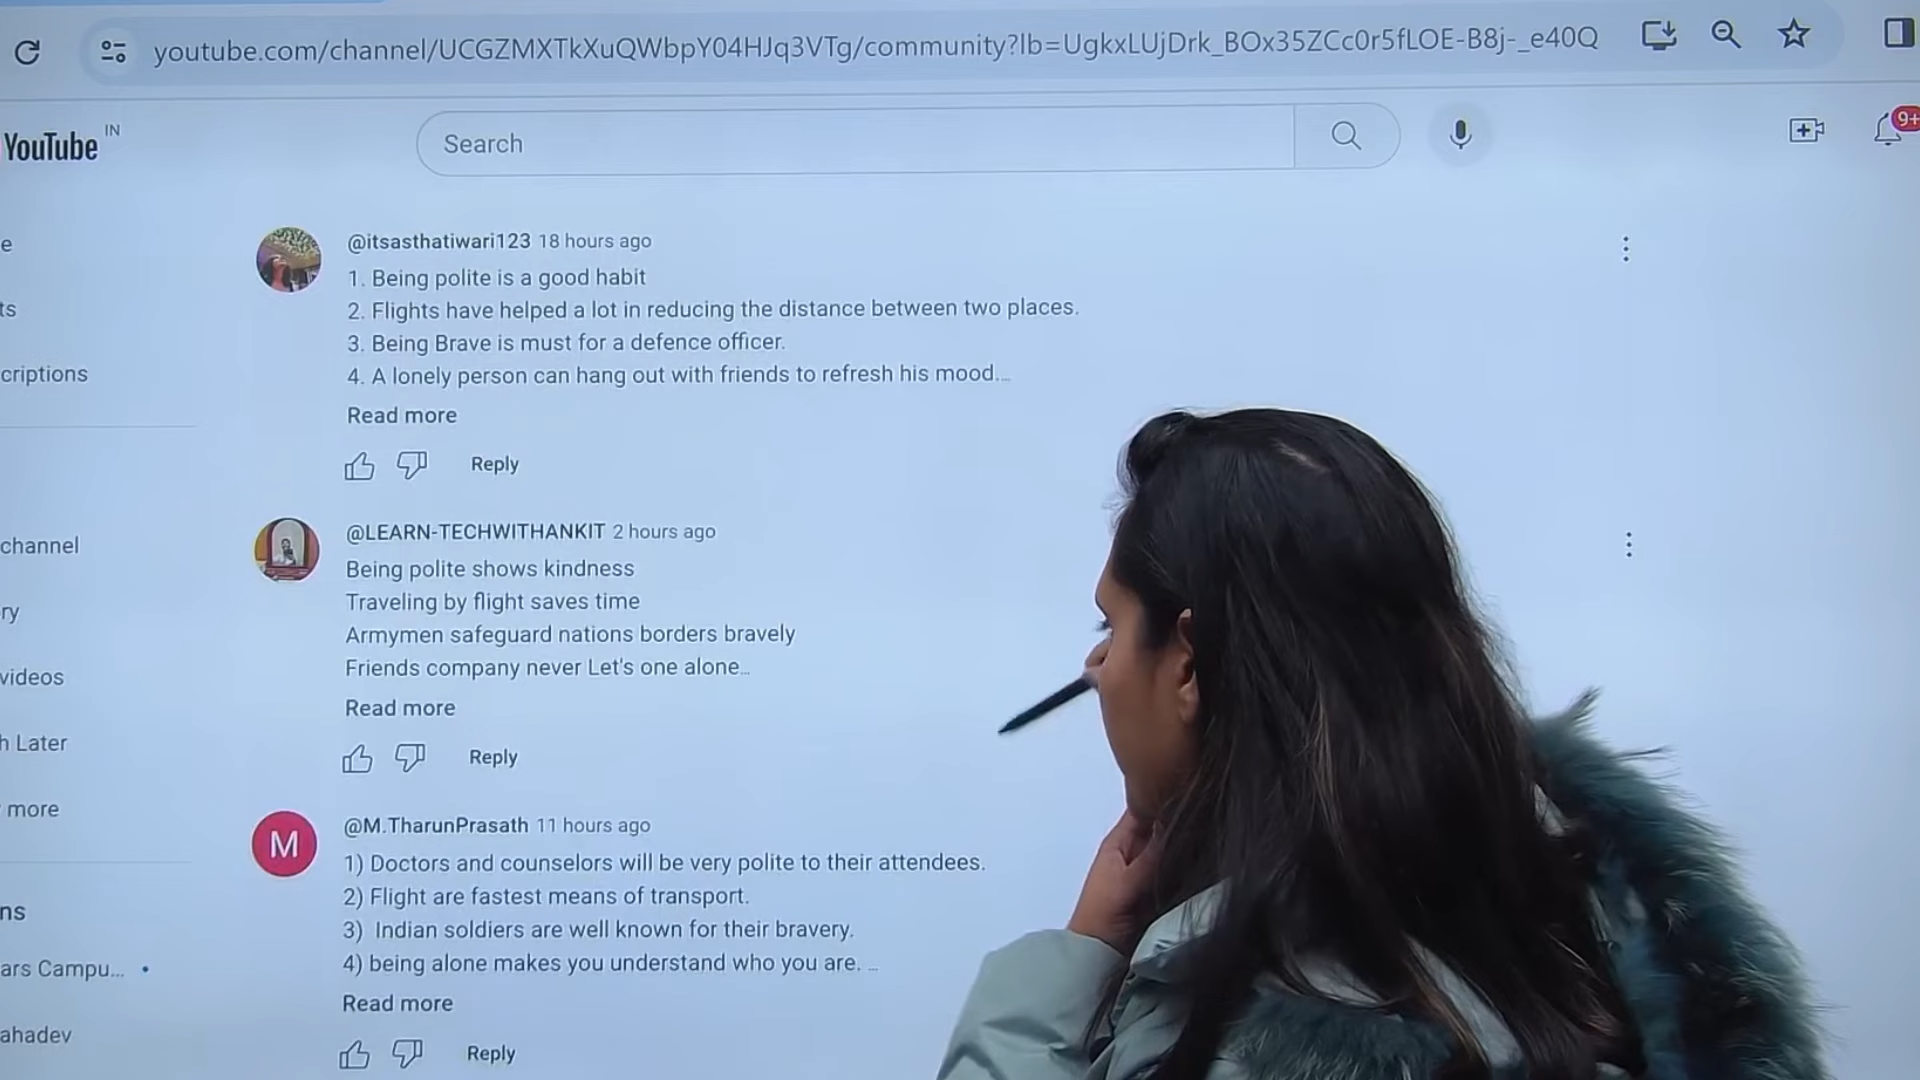 youtube.com/channel/UCGZMXTkXuQWbpY04HJq3VTg/community?lb=UgkxLUjDrk_BOx35ZCc0r5fLOE-B8j-_e40Q
YouTube IN
Search
9+
e
ts
criptions
channel
ry
videos
h Later
more
ns
ars Campu...
ahadev
@itsasthatiwari123 18 hours ago
1. Being polite is a good habit
2. Flights have helped a lot in reducing the distance between two places.
3. Being Brave is must for a defence officer.
4. A lonely person can hang out with friends to refresh his mood...
Read more
Reply
@LEARN-TECHWITHANKIT 2 hours ago
Being polite shows kindness
Traveling by flight saves time
Armymen safeguard nations borders bravely
Friends company never Let's one alone...
Read more
Reply
M
@M.TharunPrasath 11 hours ago
1) Doctors and counselors will be very polite to their attendees.
2) Flight are fastest means of transport.
3) Indian soldiers are well known for their bravery.
4) being alone makes you understand who you are. ...
Read more
Reply